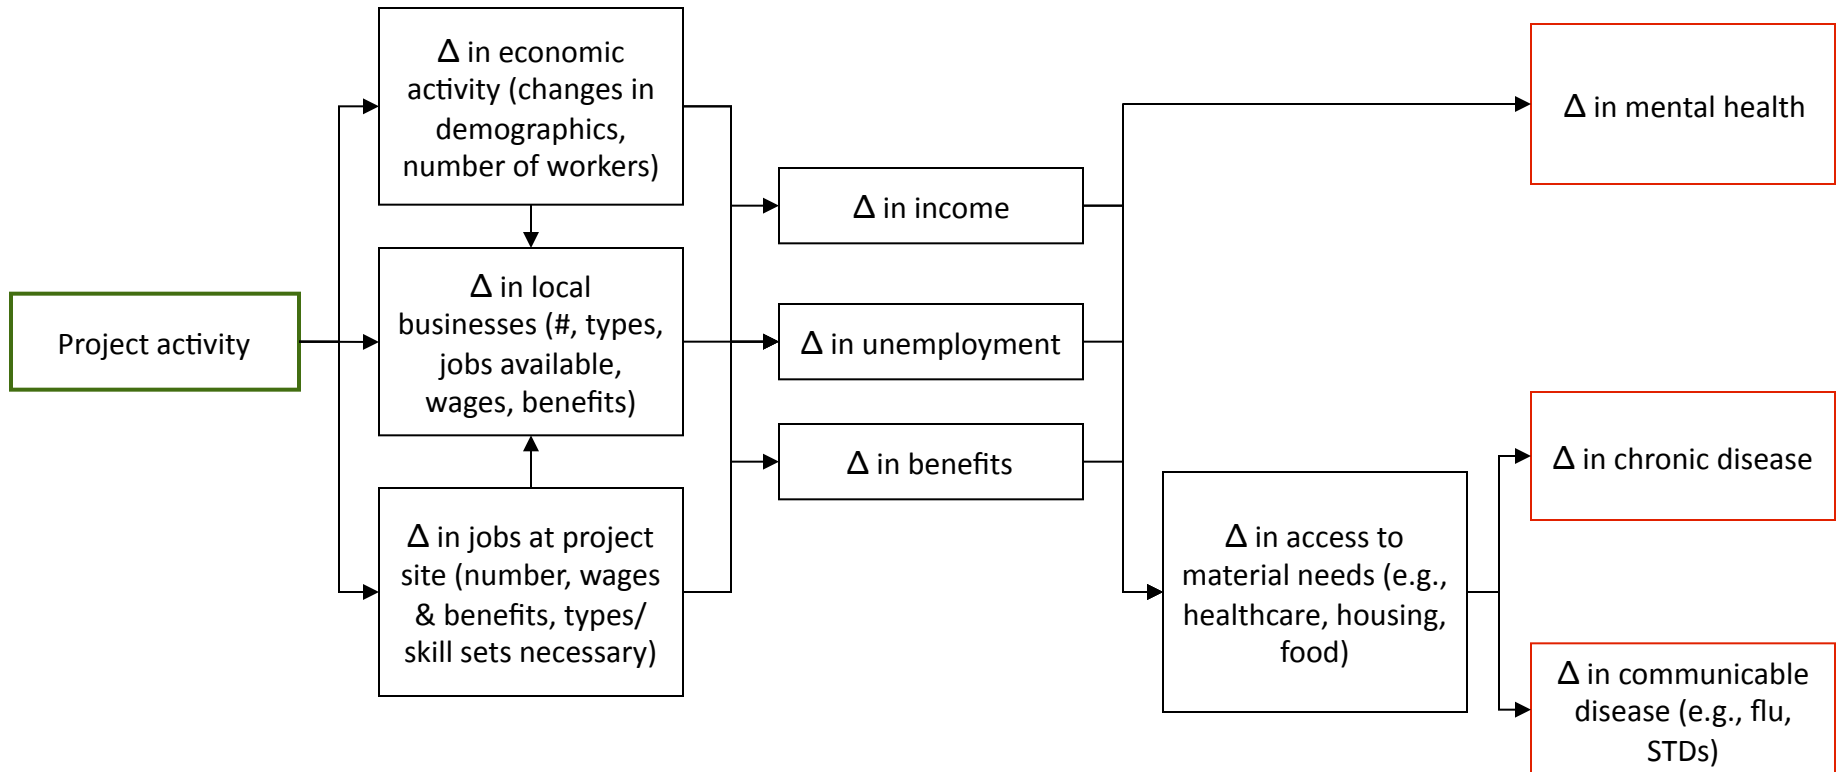 Project activity
Δ in economic
activity (changes in
demographics,
number of workers)
Δ in local
businesses (#, types,
jobs available,
wages, benefits)
Δ in jobs at project
site (number, wages
& benefits, types/
skill sets necessary)
Δ in income
Δ in unemployment
Δ in benefits
Δ in access to
material needs (e.g.,
healthcare, housing,
food)
Δ in mental health
Δ in chronic disease
Δ in communicable
disease (e.g., flu,
STDs)